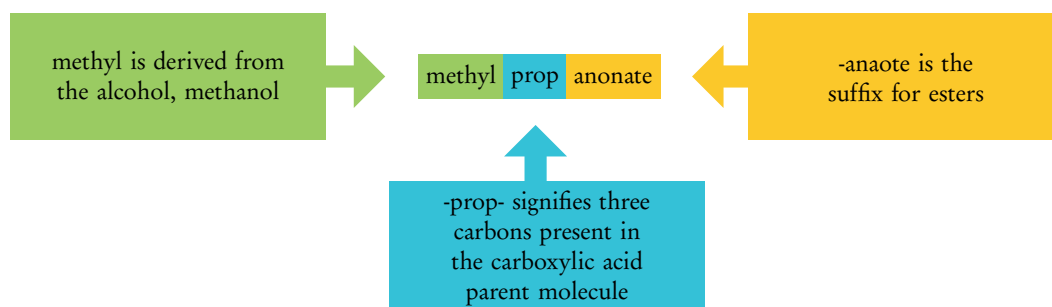 methyl is derived from
the alcohol, methanol
methyl prop anonate
-anaote is the
suffix for esters
-prop- signifies three
carbons present in
the carboxylic acid
parent molecule